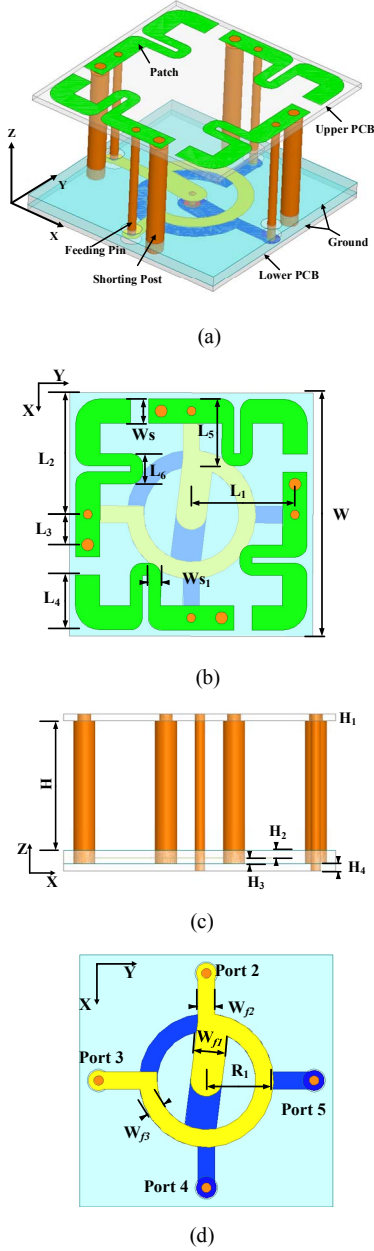 Patch
Upper PCB
Z
Y
X
Feeding Pin
Shorting Post
Ground
Lower PCB
(a)
Y
X
Ws
L5
L2
L6
L1
W
L3
Ws1
L4
(b)
H1
H
H2
Z
X
H3
H4
(c)
Port 2
Y
X
Wf2
Wf1
Port 3
R1
Wf3
Port 5
Port 4
(d)